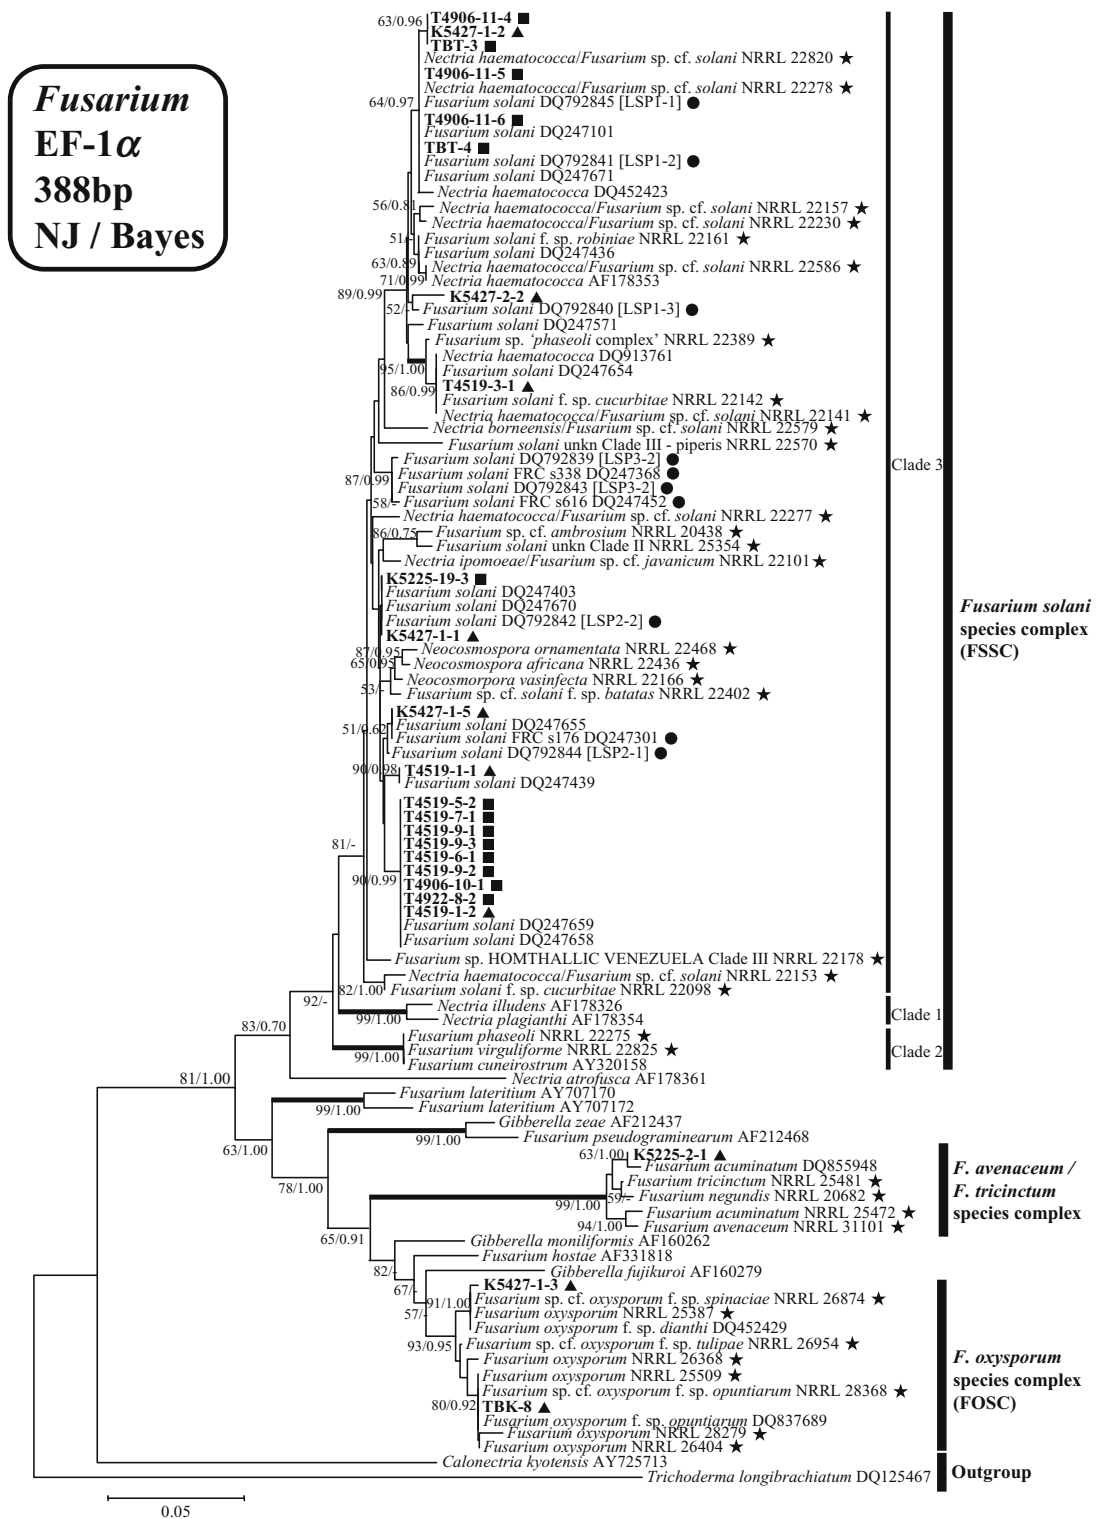 Fusarium
EF-1α
388bp
NJ / Bayes
63/0.96
T4906-11-4 ■
K5427-1-2 ▲
TBT-3 ■
Nectria haematococca/Fusarium sp. cf. solani NRRL 22820 ★
T4906-11-5 ■
Nectria haematococca/Fusarium sp. cf. solani NRRL 22278 ★
64/0.97
Fusarium solani DQ792845 [LSP1-1] ●
T4906-11-6 ■
Fusarium solani DQ247101
TBT-4 ■
Fusarium solani DQ792841 [LSP1-2] ●
Fusarium solani DQ247671
Nectria haematococca DQ452423
56/0.81
Nectria haematococca/Fusarium sp. cf. solani NRRL 22157 ★
Nectria haematococca/Fusarium sp. cf. solani NRRL 22230 ★
51/-
Fusarium solani f. sp. robiniae NRRL 22161 ★
Fusarium solani DQ247436
63/0.89
Nectria haematococca/Fusarium sp. cf. solani NRRL 22586 ★
71/0.99
Nectria haematococca AF178353
89/0.99
K5427-2-2 ▲
52/-
Fusarium solani DQ792840 [LSP1-3] ●
Fusarium solani DQ247571
Fusarium sp. ‘phaseoli complex’ NRRL 22389 ★
Nectria haematococca DQ913761
95/1.00
Fusarium solani DQ247654
86/0.99
T4519-3-1 ▲
Fusarium solani f. sp. cucurbitae NRRL 22142 ★
Nectria haematococca/Fusarium sp. cf. solani NRRL 22141 ★
Nectria borneensis/Fusarium sp. cf. solani NRRL 22579 ★
Fusarium solani unkn Clade III - piperis NRRL 22570 ★
Fusarium solani DQ792839 [LSP3-2] ●
Clade 3
87/0.99
Fusarium solani FRC s338 DQ247368 ●
Fusarium solani DQ792843 [LSP3-2] ●
58/-
Fusarium solani FRC s616 DQ247452 ●
Nectria haematococca/Fusarium sp. cf. solani NRRL 22277 ★
86/0.75
Fusarium sp. cf. ambrosium NRRL 20438 ★
Fusarium solani unkn Clade II NRRL 25354 ★
Nectria ipomoeae/Fusarium sp. cf. javanicum NRRL 22101 ★
K5225-19-3 ■
Fusarium solani DQ247403
Fusarium solani DQ247670
Fusarium solani DQ792842 [LSP2-2] ●
K5427-1-1 ▲
Fusarium solani
species complex
(FSSC)
87/0.95
Neocosmospora ornamentata NRRL 22468 ★
65/0.95
Neocosmospora africana NRRL 22436 ★
Neocosmorpora vasinfecta NRRL 22166 ★
53/-
Fusarium sp. cf. solani f. sp. batatas NRRL 22402 ★
K5427-1-5 ▲
51/0.62
Fusarium solani DQ247655
Fusarium solani FRC s176 DQ247301 ●
Fusarium solani DQ792844 [LSP2-1] ●
90/0.98
T4519-1-1 ▲
Fusarium solani DQ247439
T4519-5-2 ■
T4519-7-1 ■
T4519-9-1 ■
T4519-9-3 ■
81/-
T4519-6-1 ■
T4519-9-2 ■
90/0.99
T4906-10-1 ■
T4922-8-2 ■
T4519-1-2 ▲
Fusarium solani DQ247659
Fusarium solani DQ247658
Fusarium sp. HOMTHALLIC VENEZUELA Clade III NRRL 22178 ★
Nectria haematococca/Fusarium sp. cf. solani NRRL 22153 ★
82/1.00
Fusarium solani f. sp. cucurbitae NRRL 22098 ★
92/-
Nectria illudens AF178326
99/1.00
Nectria plagianthi AF178354
Clade 1
83/0.70
Fusarium phaseoli NRRL 22275 ★
Fusarium virguliforme NRRL 22825 ★
Clade 2
99/1.00
Fusarium cuneirostrum AY320158
81/1.00
Nectria atrofusca AF178361
Fusarium lateritium AY707170
99/1.00
Fusarium lateritium AY707172
Gibberella zeae AF212437
99/1.00
Fusarium pseudograminearum AF212468
63/1.00
63/1.00
K5225-2-1 ▲
Fusarium acuminatum DQ855948
78/1.00
Fusarium tricinctum NRRL 25481 ★
59/-
Fusarium negundis NRRL 20682 ★
99/1.00
Fusarium acuminatum NRRL 25472 ★
94/1.00
Fusarium avenaceum NRRL 31101 ★
F. avenaceum /
F. tricinctum
species complex
65/0.91
Gibberella moniliformis AF160262
Fusarium hostae AF331818
82/-
Gibberella fujikuroi AF160279
67/-
K5427-1-3 ▲
91/1.00
Fusarium sp. cf. oxysporum f. sp. spinaciae NRRL 26874 ★
57/-
Fusarium oxysporum NRRL 25387 ★
Fusarium oxysporum f. sp. dianthi DQ452429
93/0.95
Fusarium sp. cf. oxysporum f. sp. tulipae NRRL 26954 ★
Fusarium oxysporum NRRL 26368 ★
Fusarium oxysporum NRRL 25509 ★
Fusarium sp. cf. oxysporum f. sp. opuntiarum NRRL 28368 ★
80/0.92
TBK-8 ▲
Fusarium oxysporum f. sp. opuntiarum DQ837689
Fusarium oxysporum NRRL 28279 ★
Fusarium oxysporum NRRL 26404 ★
F. oxysporum
species complex
(FOSC)
Calonectria kyotensis AY725713
Trichoderma longibrachiatum DQ125467
Outgroup
0.05